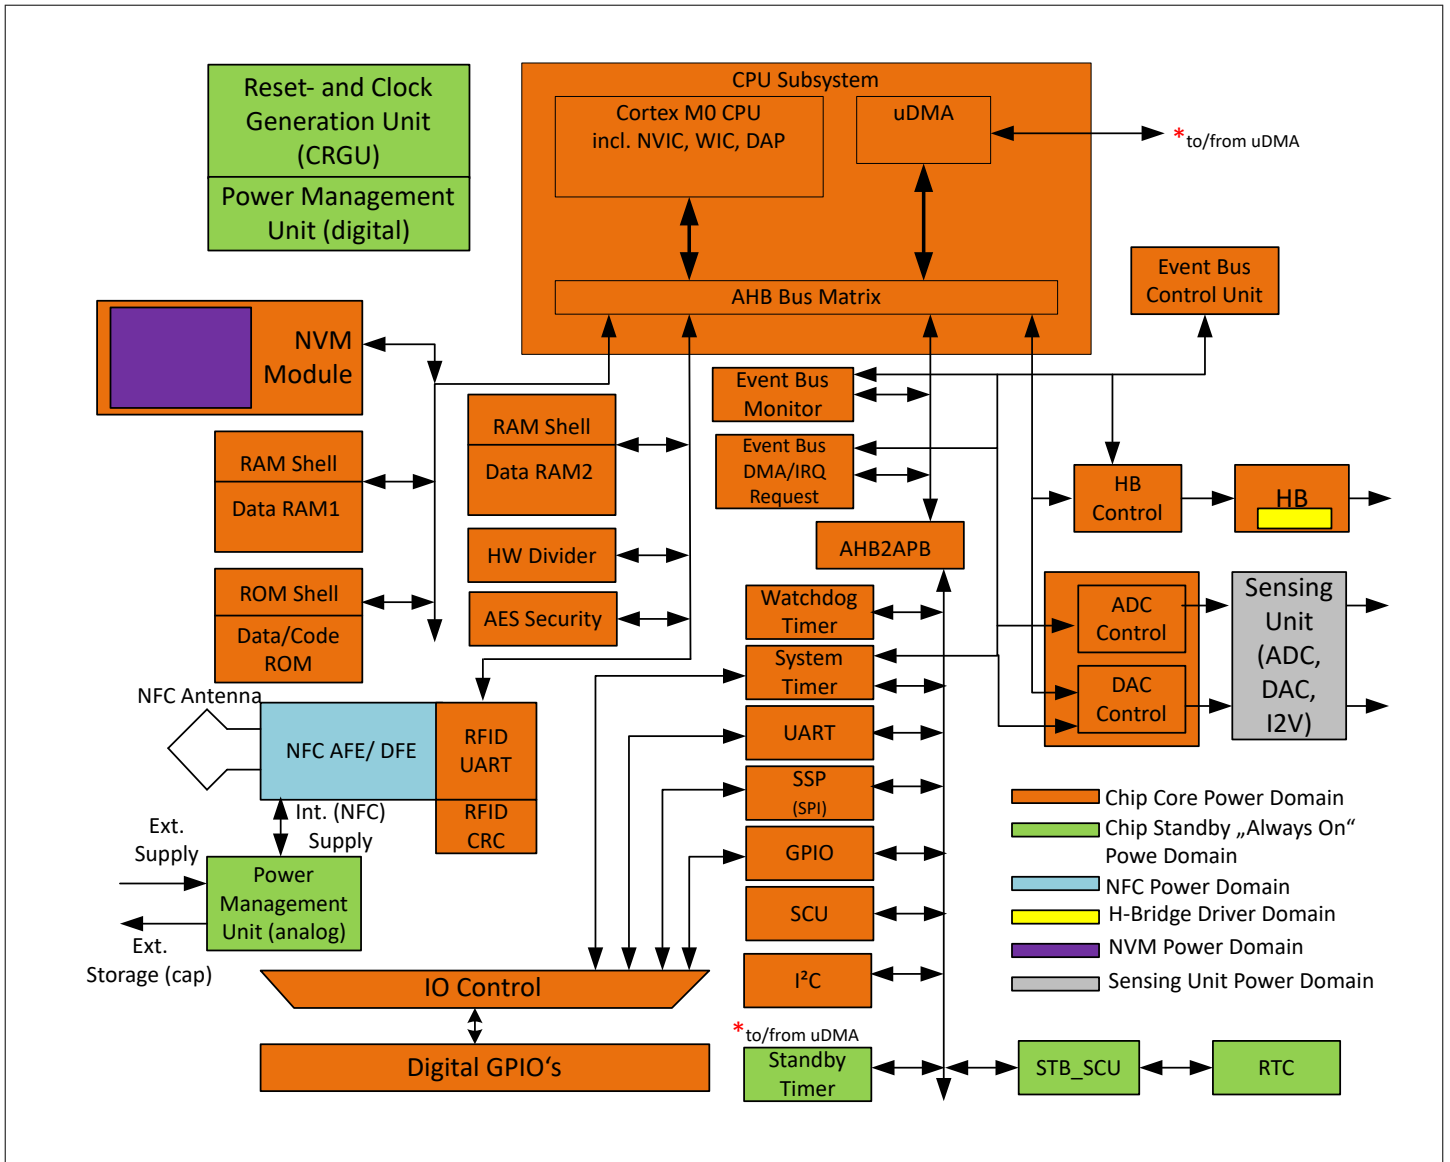 Reset- and Clock
Generation Unit
(CRGU)
Power Management
Unit (digital)
CPU Subsystem
Cortex M0 CPU
incl. NVIC, WIC, DAP
uDMA
*to/from uDMA
AHB Bus Matrix
Event Bus
Control Unit
NVM
Module
RAM Shell
Data RAM1
ROM Shell
Data/Code
ROM
RAM Shell
Data RAM2
HW Divider
AES Security
Event Bus
Monitor
Event Bus
DMA/IRQ
Request
AHB2APB
HB
Control
HB
ADC
Control
DAC
Control
Sensing
Unit
(ADC,
DAC,
I2V)
Watchdog
Timer
System
Timer
UART
SSP
(SPI)
GPIO
SCU
I²C
*to/from uDMA
Standby
Timer
STB_SCU
RTC
NFC Antenna
NFC AFE/ DFE
RFID
UART
RFID
CRC
Int. (NFC)
Supply
Ext.
Supply
Power
Management
Unit (analog)
Ext.
Storage (cap)
IO Control
Digital GPIO‘s
Chip Core Power Domain
Chip Standby „Always On“
Powe Domain
NFC Power Domain
H-Bridge Driver Domain
NVM Power Domain
Sensing Unit Power Domain